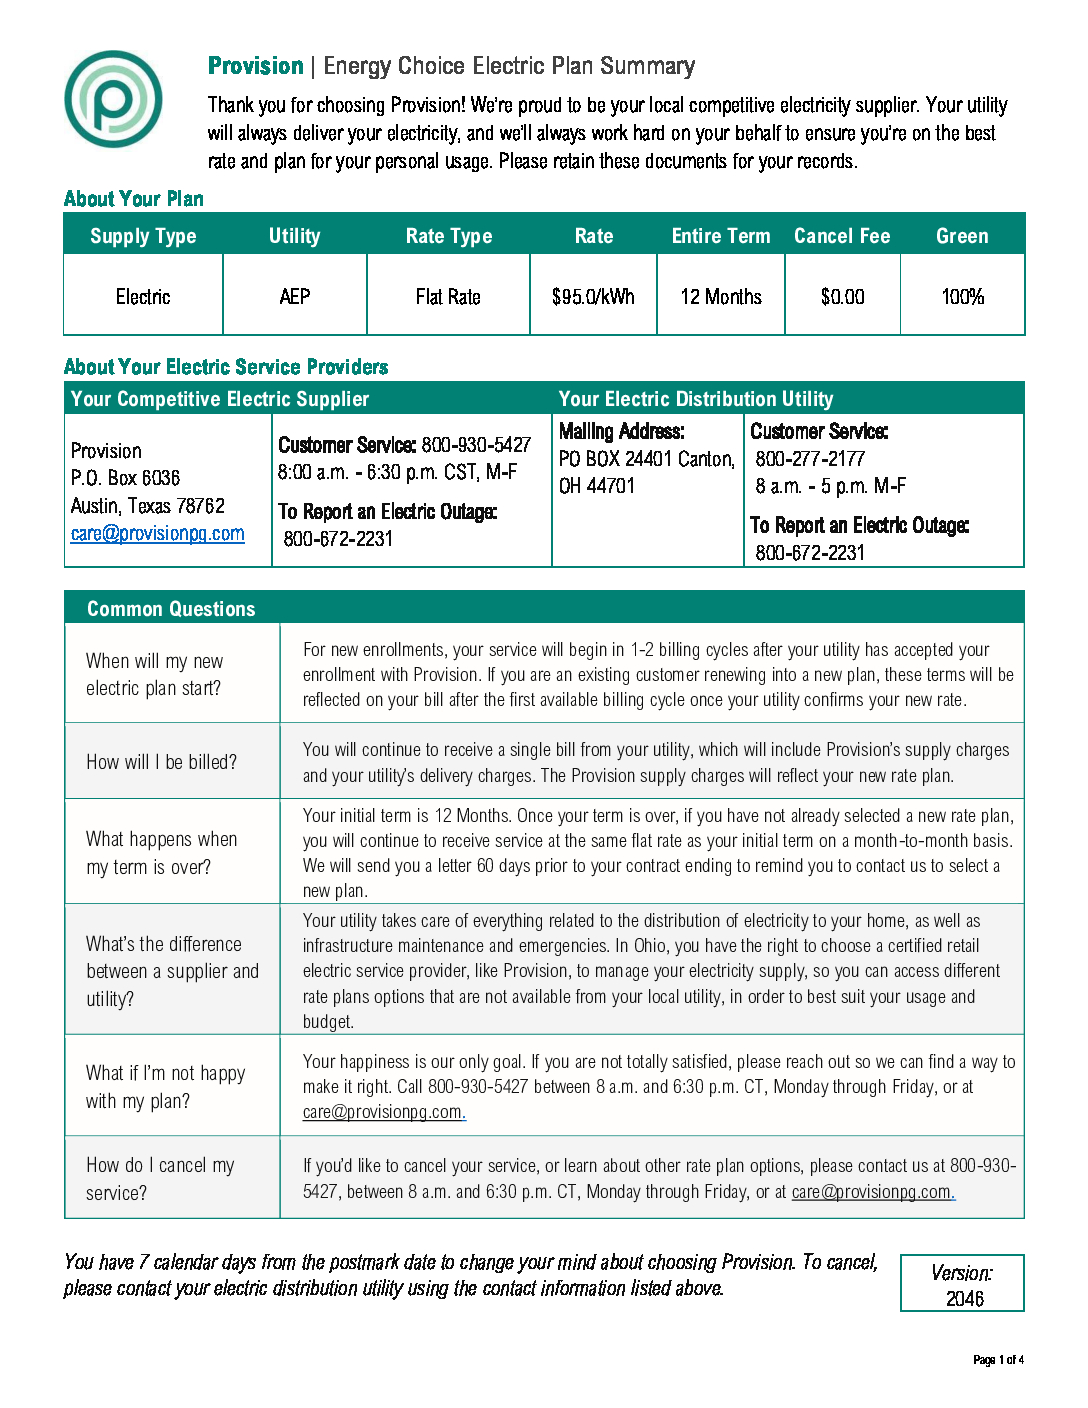 Provision | Energy Choice Electric Plan Summary
Thank you for choosing Provision! We're proud to be your local competitive electricity supplier. Your utility
will always deliver your electricity, and we'll always work hard on your behalf to ensure you're on the best
rate and plan for your personal usage. Please retain these documents for your records.
About Your Plan
Supply Type Utility Rate Type Rate Entire Term Cancel Fee Green
Electric AEP Flat Rate $95.0/kWh 12 Months $0.00 100%
About Your Electric Service Providers
Your Competitive Electric Supplier Your Electric Distribution Utility
Provision
P.O. Box 6036
Austin, Texas 78762
care@provisionpg.com
Customer Service: 800-930-5427
8:00 a.m. - 6:30 p.m. CST, M-F
To Report an Electric Outage:
800-672-2231
Mailing Address:
PO BOX 24401 Canton,
OH 44701
Customer Service:
800-277-2177
8 a.m. - 5 p.m. M-F
To Report an Electric Outage:
800-672-2231
Common Questions
When will my new
electric plan start?
For new enrollments, your service will begin in 1-2 billing cycles after your utility has accepted your
enrollment with Provision. If you are an existing customer renewing into a new plan, these terms will be
reflected on your bill after the first available billing cycle once your utility confirms your new rate.
How will I be billed?
You will continue to receive a single bill from your utility, which will include Provision's supply charges
and your utility's delivery charges. The Provision supply charges will reflect your new rate plan.
What happens when
my term is over?
Your initial term is 12 Months. Once your term is over, if you have not already selected a new rate plan,
you will continue to receive service at the same flat rate as your initial term on a month-to-month basis.
We will send you a letter 60 days prior to your contract ending to remind you to contact us to select a
new plan.
What's the difference
between a supplier and
utility?
Your utility takes care of everything related to the distribution of electricity to your home, as well as
infrastructure maintenance and emergencies. In Ohio, you have the right to choose a certified retail
electric service provider, like Provision, to manage your electricity supply, so you can access different
rate plans options that are not available from your local utility, in order to best suit your usage and
budget.
What if I'm not happy
with my plan?
Your happiness is our only goal. If you are not totally satisfied, please reach out so we can find a way to
make it right. Call 800-930-5427 between 8 a.m. and 6:30 p.m. CT, Monday through Friday, or at
care@provisionpg.com.
How do I cancel my
service?
If you'd like to cancel your service, or learn about other rate plan options, please contact us at 800-930-
5427, between 8 a.m. and 6:30 p.m. CT, Monday through Friday, or at care@provisionpg.com.
You have 7 calendar days from the postmark date to change your mind about choosing Provision. To cancel,
please contact your electric distribution utility using the contact information listed above.
Version:
2046
Page 1 of 4